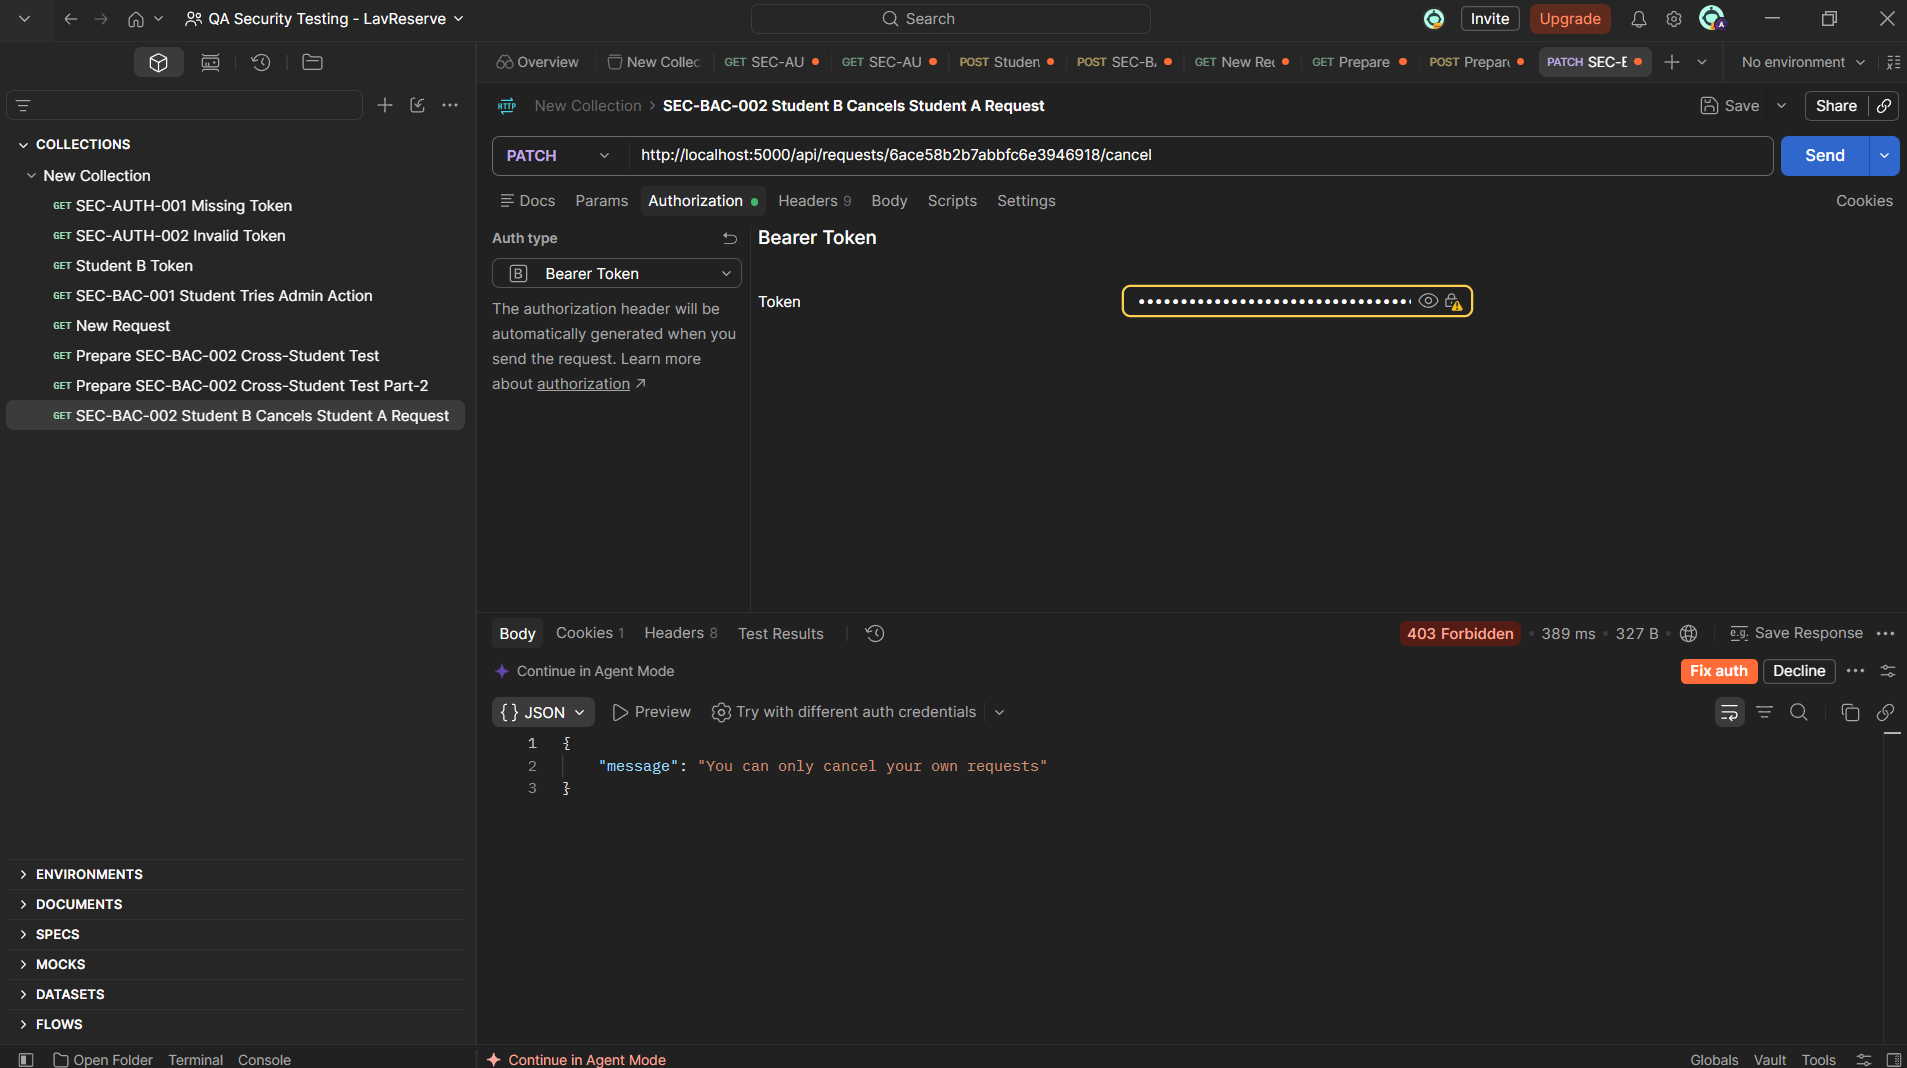 QA Security Testing - LavReserve
Search
Invite
Upgrade
Overview
New Collec
GET SEC-AU
GET SEC-AU
POST Studen
POST SEC-B
GET New Rec
GET Prepare
POST Prepar
PATCH SEC-E
No environment
HTTP
New Collection > SEC-BAC-002 Student B Cancels Student A Request
Save
Share
COLLECTIONS
New Collection
GET SEC-AUTH-001 Missing Token
GET SEC-AUTH-002 Invalid Token
GET Student B Token
GET SEC-BAC-001 Student Tries Admin Action
GET New Request
GET Prepare SEC-BAC-002 Cross-Student Test
GET Prepare SEC-BAC-002 Cross-Student Test Part-2
GET SEC-BAC-002 Student B Cancels Student A Request
ENVIRONMENTS
DOCUMENTS
SPECS
MOCKS
DATASETS
FLOWS
PATCH
http://localhost:5000/api/requests/6ace58b2b7abbfc6e3946918/cancel
Send
Docs
Params
Authorization
Headers 9
Body
Scripts
Settings
Cookies
Auth type
B Bearer Token
The authorization header will be
automatically generated when you
send the request. Learn more
about authorization ↗
Bearer Token
Token
Body
Cookies 1
Headers 8
Test Results
403 Forbidden
389 ms
327 B
e.g. Save Response
Continue in Agent Mode
Fix auth
Decline
{} JSON
Preview
Try with different auth credentials
1 {
2 "message": "You can only cancel your own requests"
3 }
Open Folder
Terminal
Console
Continue in Agent Mode
Globals
Vault
Tools